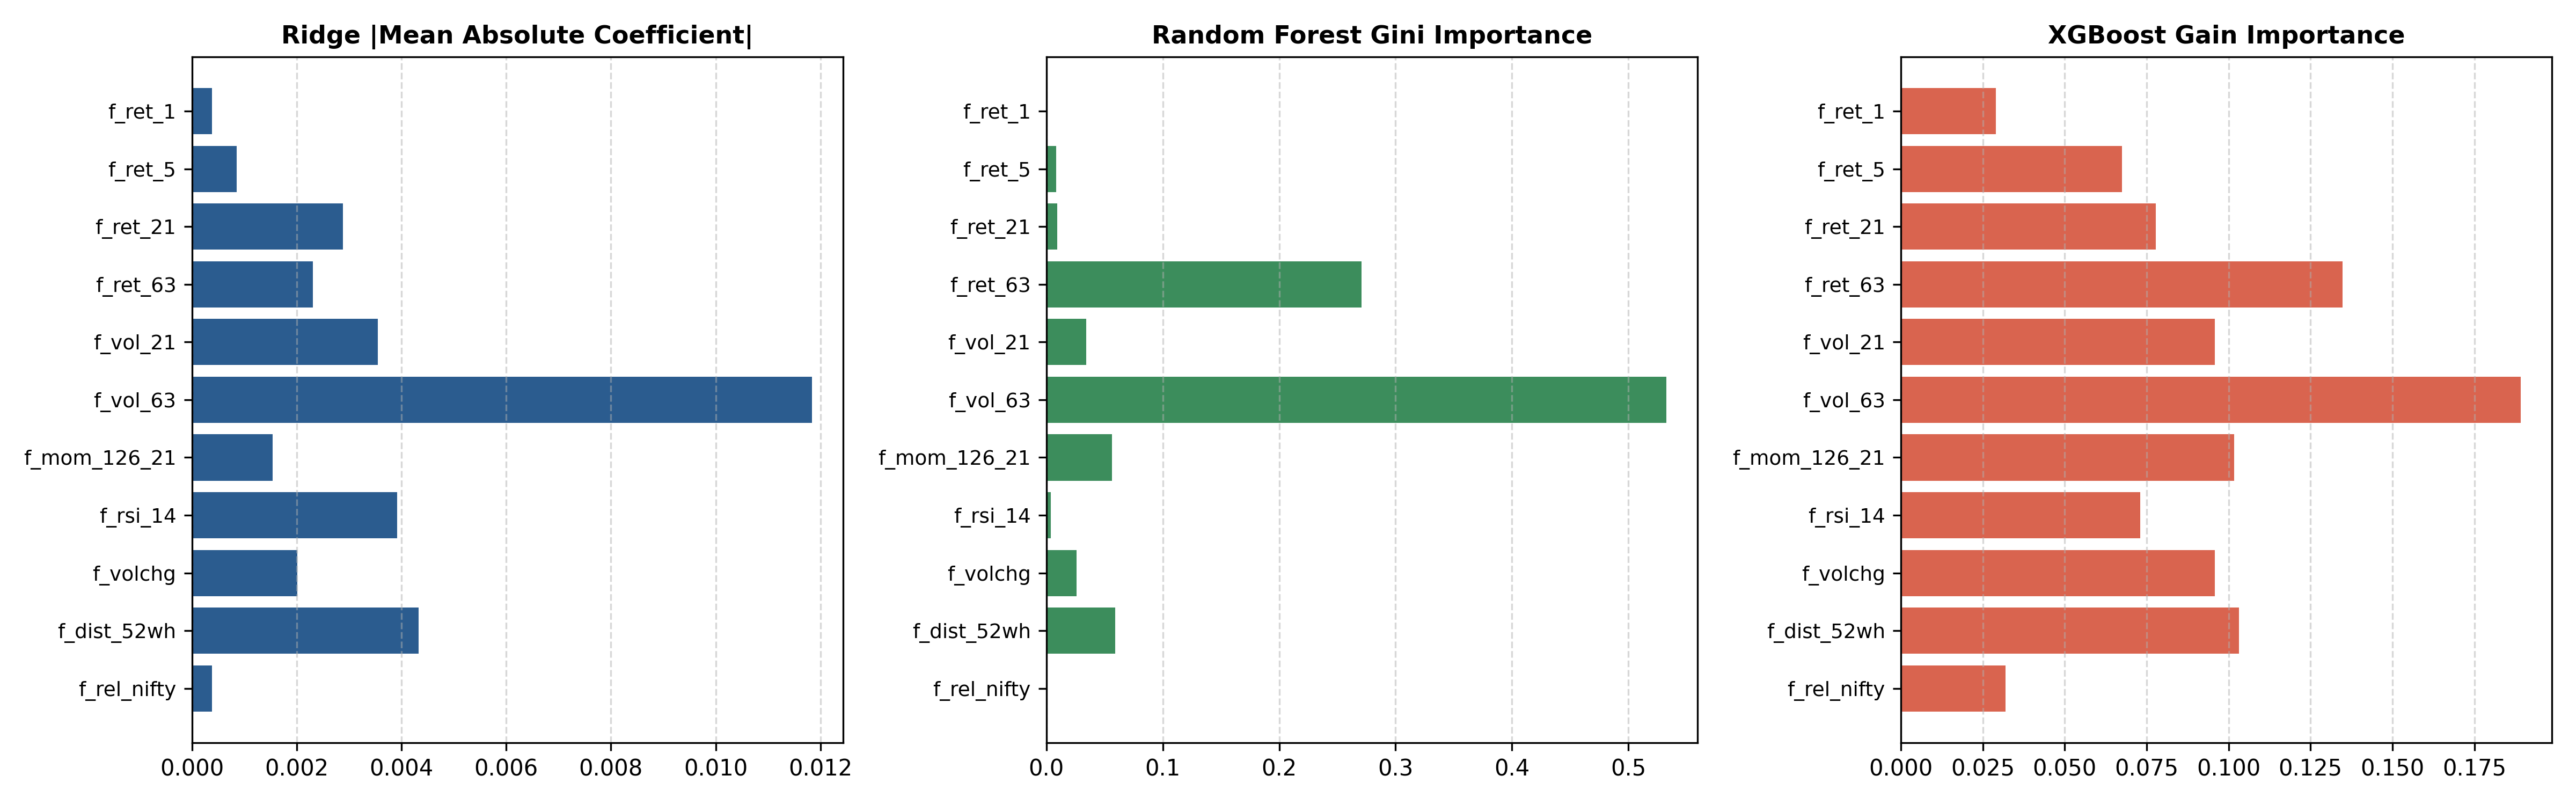 Ridge |Mean Absolute Coefficient|
f_ret_1
f_ret_5
f_ret_21
f_ret_63
f_vol_21
f_vol_63
f_mom_126_21
f_rsi_14
f_volchg
f_dist_52wh
f_rel_nifty
0.000 0.002 0.004 0.006 0.008 0.010 0.012
Random Forest Gini Importance
f_ret_1
f_ret_5
f_ret_21
f_ret_63
f_vol_21
f_vol_63
f_mom_126_21
f_rsi_14
f_volchg
f_dist_52wh
f_rel_nifty
0.0 0.1 0.2 0.3 0.4 0.5
XGBoost Gain Importance
f_ret_1
f_ret_5
f_ret_21
f_ret_63
f_vol_21
f_vol_63
f_mom_126_21
f_rsi_14
f_volchg
f_dist_52wh
f_rel_nifty
0.000 0.025 0.050 0.075 0.100 0.125 0.150 0.175